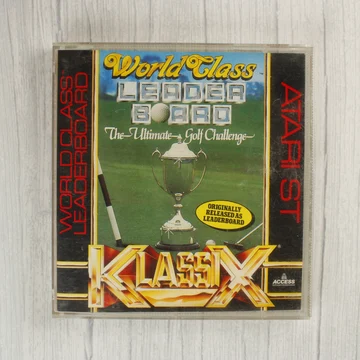 World Class
LEADER
BOARD
The Ultimate Golf Challenge
WORLD CLASS
LEADERBOARD
ATARI ST
ORIGINALLY
RELEASED AS
LEADERBOARD
KLASSIX
ACCESS